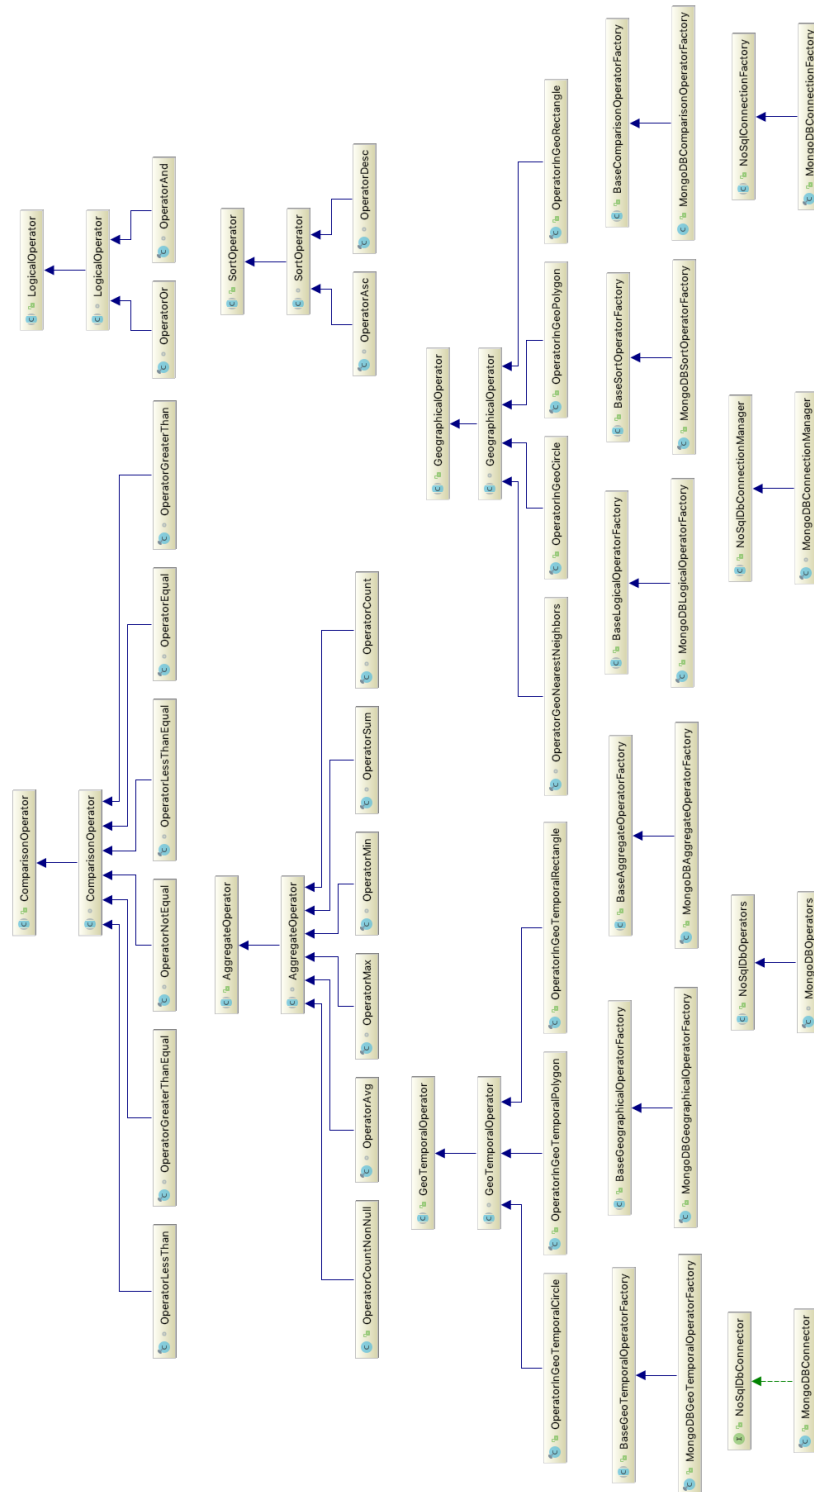 ComparisonOperator
ComparisonOperator
OperatorLessThan
OperatorGreaterThanEqual
OperatorNotEqual
OperatorLessThanEqual
OperatorEqual
OperatorGreaterThan
LogicalOperator
LogicalOperator
OperatorOr
OperatorAnd
AggregateOperator
AggregateOperator
OperatorCountNonNull
OperatorAvg
OperatorMax
OperatorMin
OperatorSum
OperatorCount
SortOperator
SortOperator
OperatorAsc
OperatorDesc
GeoTemporalOperator
GeoTemporalOperator
OperatorInGeoTemporalCircle
OperatorInGeoTemporalPolygon
OperatorInGeoTemporalRectangle
GeographicalOperator
GeographicalOperator
OperatorGeoNearestNeighbors
OperatorInGeoCircle
OperatorInGeoPolygon
OperatorInGeoRectangle
BaseGeoTemporalOperatorFactory
MongoDBGeoTemporalOperatorFactory
BaseGeographicalOperatorFactory
MongoDBGeographicalOperatorFactory
BaseAggregateOperatorFactory
MongoDBAggregateOperatorFactory
BaseLogicalOperatorFactory
MongoDBLogicalOperatorFactory
BaseSortOperatorFactory
MongoDBSortOperatorFactory
BaseComparisonOperatorFactory
MongoDBComparisonOperatorFactory
NoSqlDbConnector
MongoDBConnector
NoSqlDbOperators
MongoDBOperators
NoSqlDbConnectionManager
MongoDBConnectionManager
NoSqlConnectionFactory
MongoDBConnectionFactory